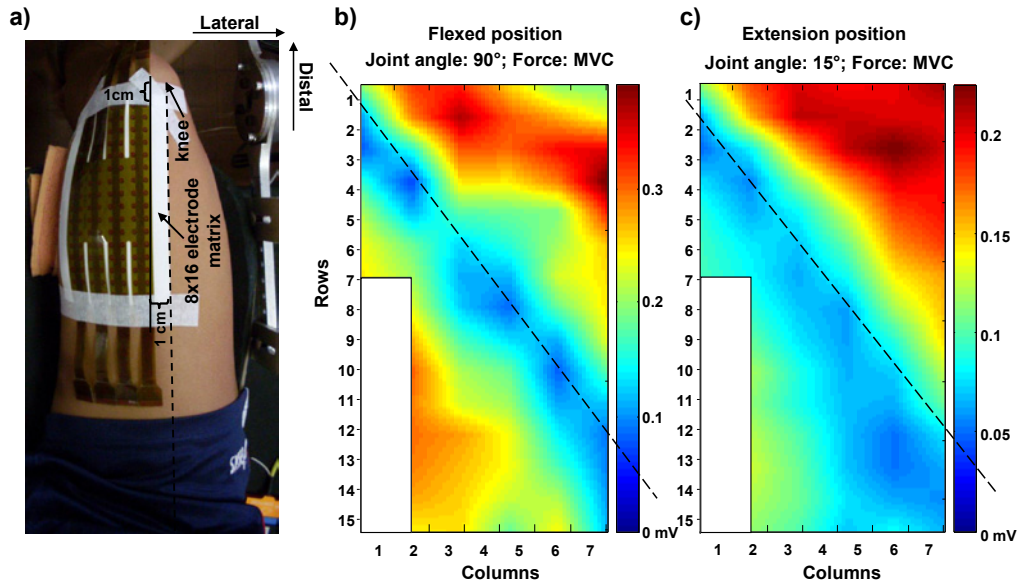 a)
Lateral
Distal
1cm
knee
8x16 electrode
matrix
1 cm
b)
Flexed position
Joint angle: 90°; Force: MVC
Rows
1
2
3
4
5
6
7
8
9
10
11
12
13
14
15
1 2 3 4 5 6 7
Columns
0.3
0.2
0.1
0 mV
c)
Extension position
Joint angle: 15°; Force: MVC
1
2
3
4
5
6
7
8
9
10
11
12
13
14
15
1 2 3 4 5 6 7
Columns
0.2
0.15
0.1
0.05
0 mV